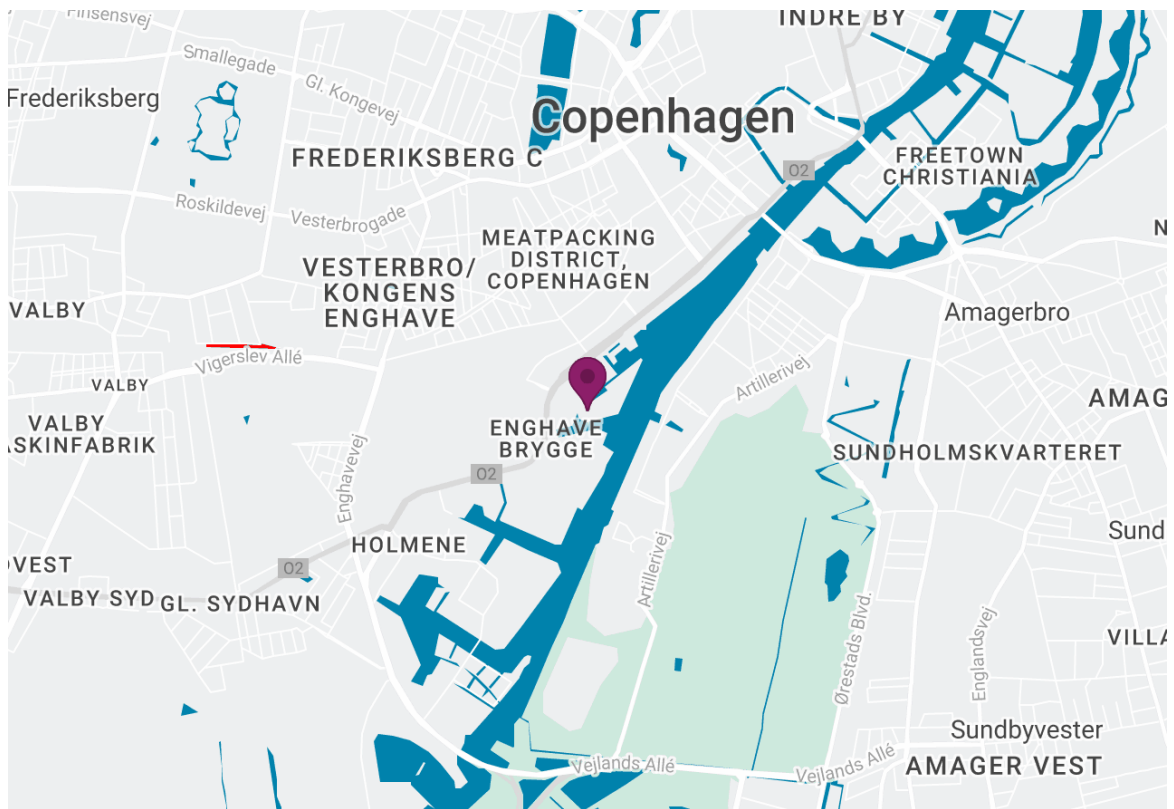 Finsensvej
INDRE BY
Smallegade
Gl. Kongevej
Frederiksberg
Copenhagen
FREDERIKSBERG C
FREETOWN
CHRISTIANIA
O2
Roskildevej
Vesterbrogade
N
MEATPACKING
DISTRICT,
COPENHAGEN
VESTERBRO/
KONGENS
ENGHAVE
VALBY
Amagerbro
Vigerslev Allé
VALBY
Artillerivej
AMAG
VALBY
ASKINFABRIK
ENGHAVE
BRYGGE
SUNDHOLMSKVARTERET
O2
Enghavevej
Sund
HOLMENE
VEST
O2
Artillerivej
VALBY SYD
GL. SYDHAVN
Ørestads Blvd.
Englandsvej
VILLA
Sundbyvester
Vejlands Allé
Vejlands Allé
AMAGER VEST